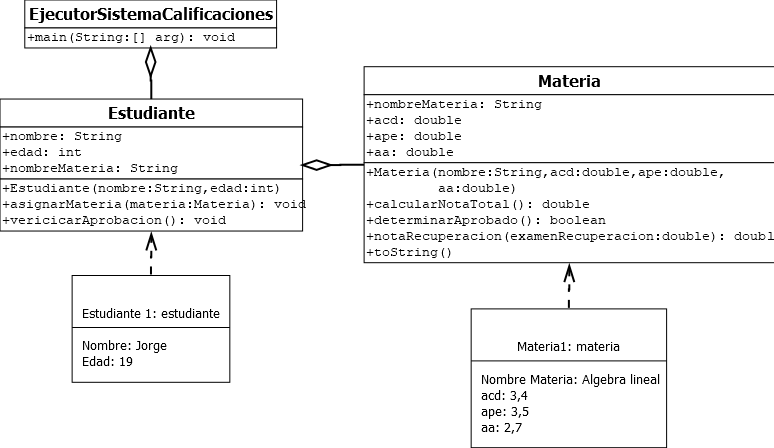 EjecutorSistemaCalificaciones
+main(String:[] arg): void
Estudiante
+nombre: String
+edad: int
+nombreMateria: String
+Estudiante(nombre:String,edad:int)
+asignarMateria(materia:Materia): void
+vericicarAprobacion(): void
Materia
+nombreMateria: String
+acd: double
+ape: double
+aa: double
+Materia(nombre:String,acd:double,ape:double,
aa:double)
+calcularNotaTotal(): double
+determinarAprobado(): boolean
+notaRecuperacion(examenRecuperacion:double): doubl
+toString()
Estudiante 1: estudiante
Nombre: Jorge
Edad: 19
Materia1: materia
Nombre Materia: Algebra lineal
acd: 3,4
ape: 3,5
aa: 2,7